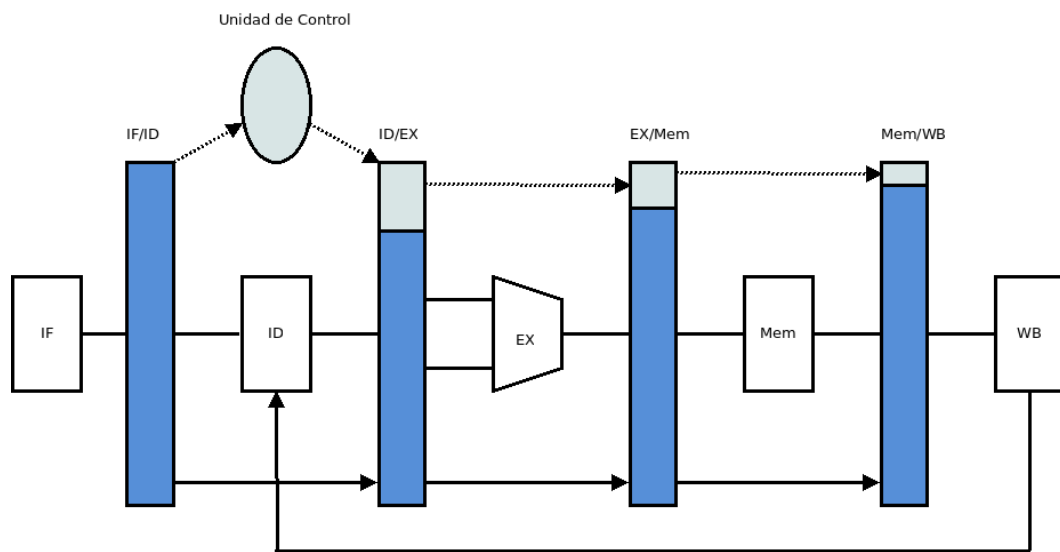 Unidad de Control
IF/ID
ID/EX
EX/Mem
Mem/WB
IF
ID
EX
Mem
WB